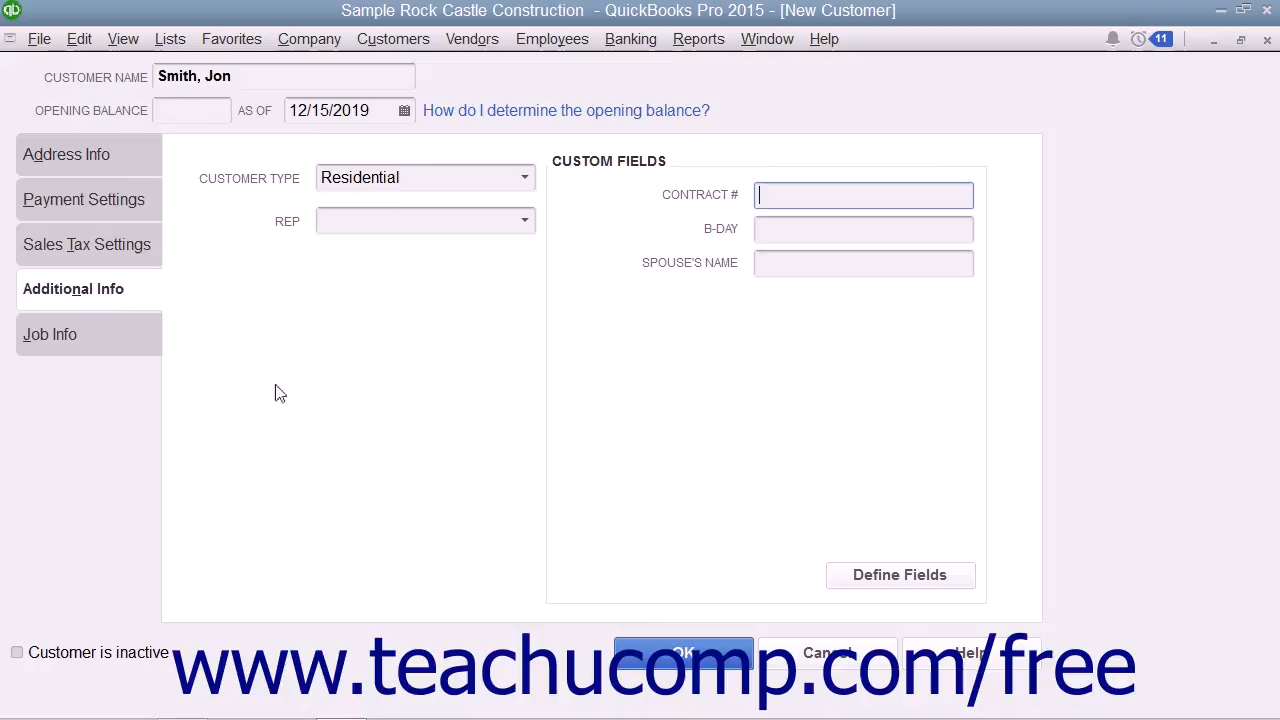 Sample Rock Castle Construction - QuickBooks Pro 2015 - [New Customer]
File Edit View Lists Favorites Company Customers Vendors Employees Banking Reports Window Help 11
CUSTOMER NAME Smith, Jon
OPENING BALANCE AS OF 12/15/2019 How do I determine the opening balance?
Address Info
Payment Settings
Sales Tax Settings
Additional Info
Job Info
CUSTOMER TYPE Residential
REP
CUSTOM FIELDS
CONTRACT #
B-DAY
SPOUSE'S NAME
Define Fields
Customer is inactive
OK Cancel Help
www.teachucomp.com/free